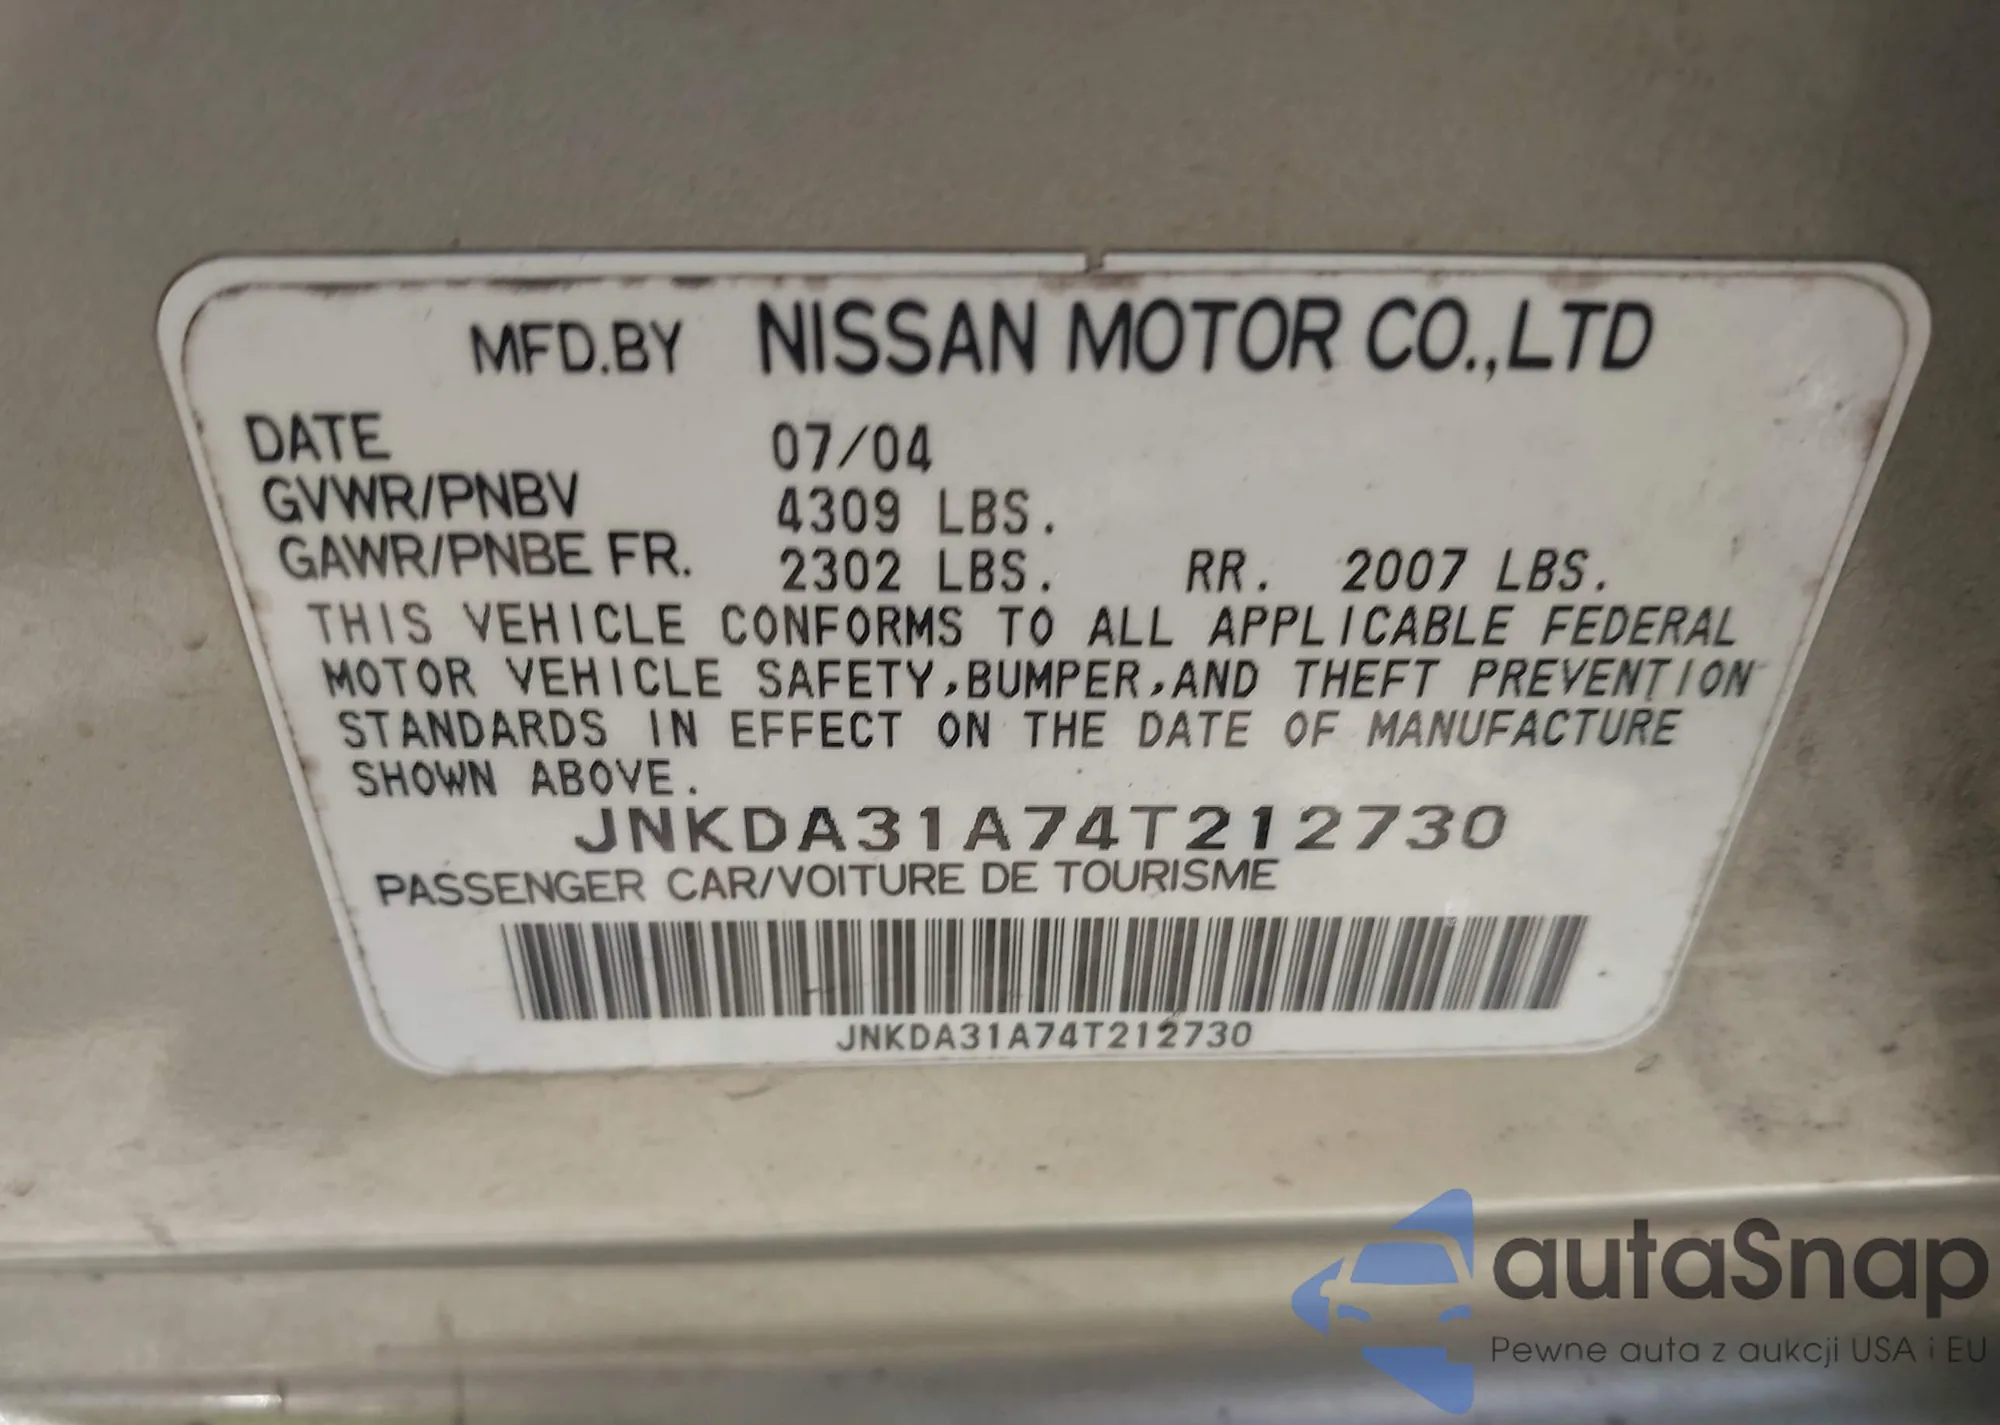 MFD.BY NISSAN MOTOR CO.,LTD
DATE 07/04
GVWR/PNBV 4309 LBS.
GAWR/PNBE FR. 2302 LBS. RR. 2007 LBS.
THIS VEHICLE CONFORMS TO ALL APPLICABLE FEDERAL
MOTOR VEHICLE SAFETY,BUMPER,AND THEFT PREVENTION
STANDARDS IN EFFECT ON THE DATE OF MANUFACTURE
SHOWN ABOVE.
JNKDA31A74T212730
PASSENGER CAR/VOITURE DE TOURISME
JNKDA31A74T212730
autaSnap
Pewne auta z aukcji USA i EU